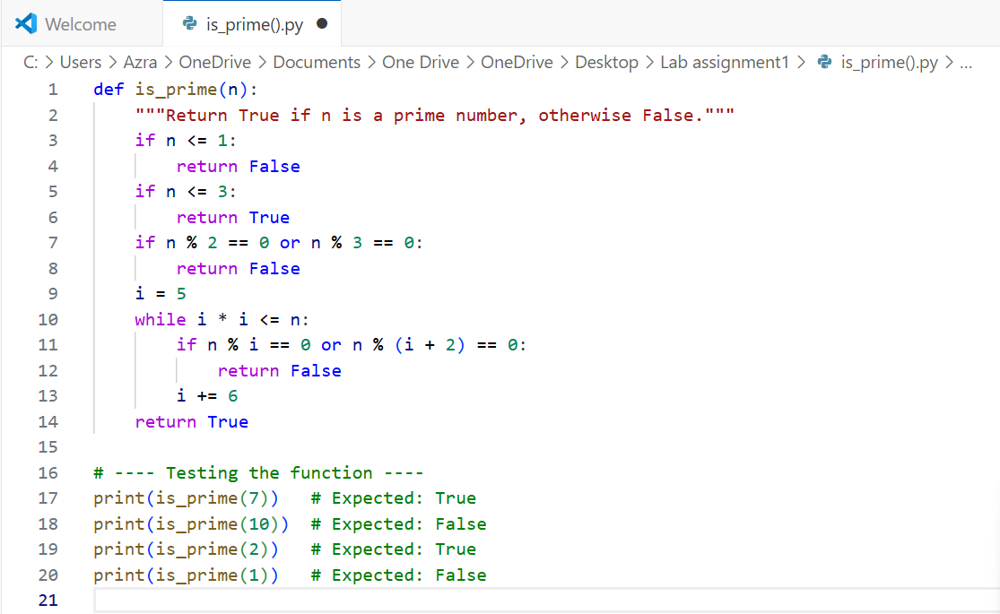 Welcome is_prime().py
C: > Users > Azra > OneDrive > Documents > One Drive > OneDrive > Desktop > Lab assignment1 > is_prime().py > ...
1 def is_prime(n):
2     """Return True if n is a prime number, otherwise False."""
3     if n <= 1:
4         return False
5     if n <= 3:
6         return True
7     if n % 2 == 0 or n % 3 == 0:
8         return False
9     i = 5
10     while i * i <= n:
11         if n % i == 0 or n % (i + 2) == 0:
12             return False
13         i += 6
14     return True
15
16 # ---- Testing the function ----
17 print(is_prime(7))   # Expected: True
18 print(is_prime(10))  # Expected: False
19 print(is_prime(2))   # Expected: True
20 print(is_prime(1))   # Expected: False
21